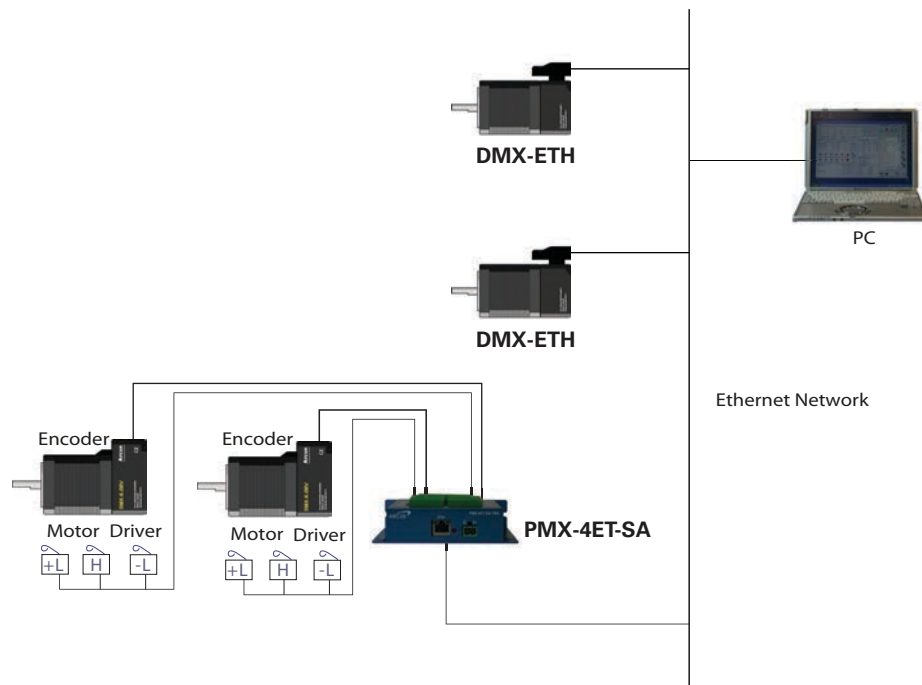 DMX-ETH
PC
DMX-ETH
Ethernet Network
Encoder
Encoder
Motor Driver
Motor Driver
PMX-4ET-SA
+L H -L
+L H -L